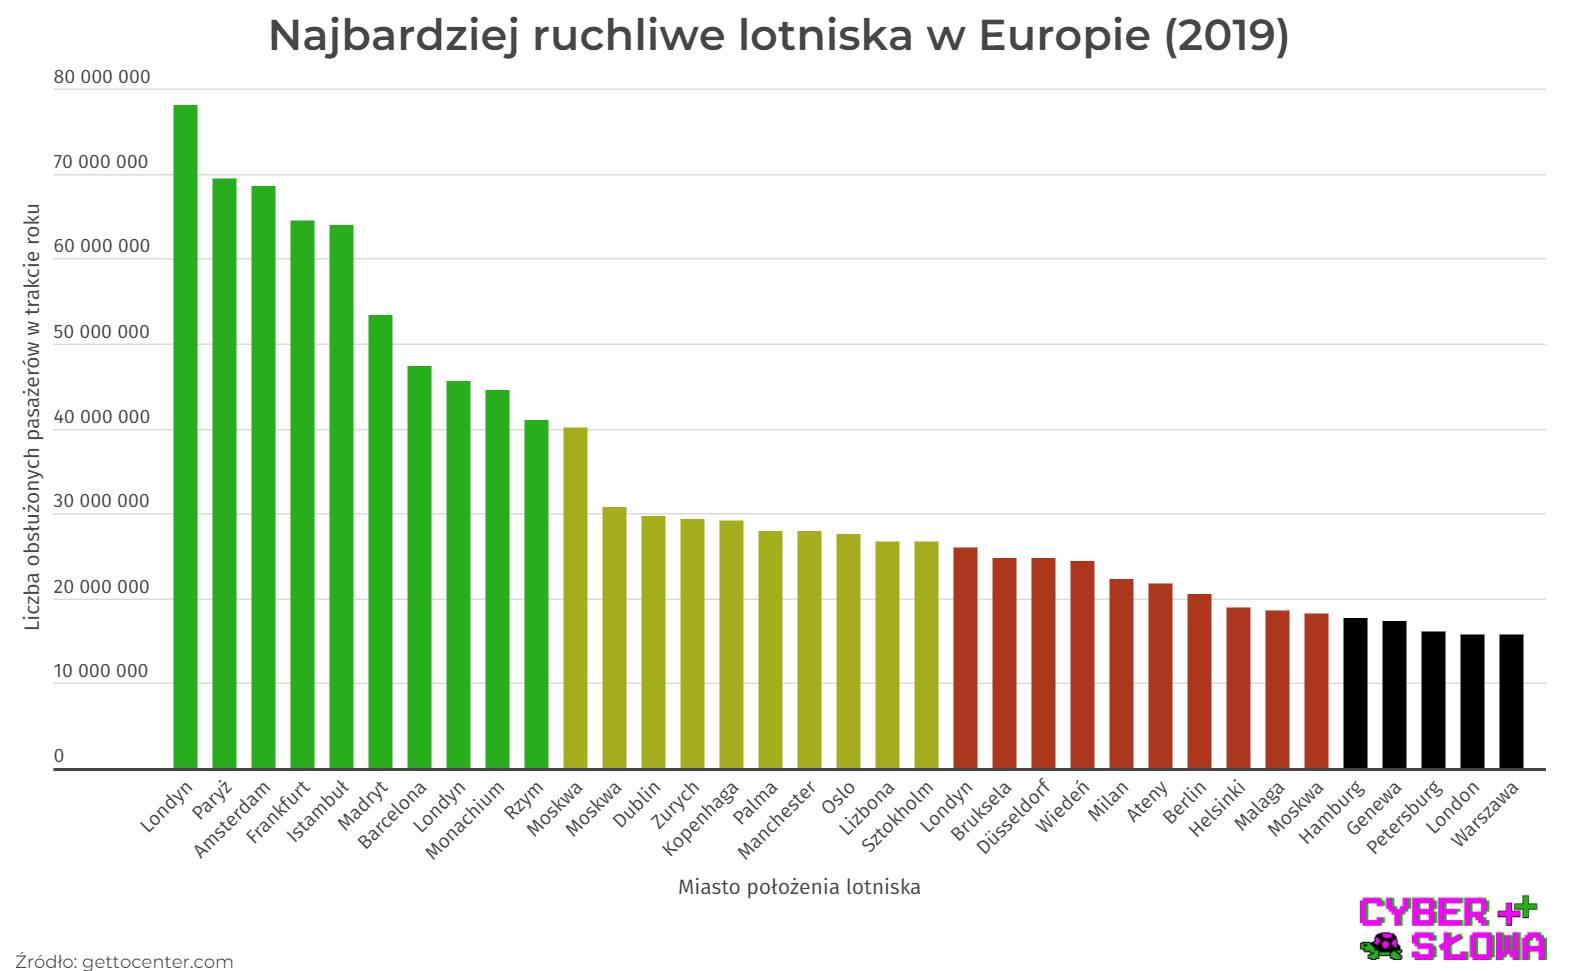 Najbardziej ruchliwe lotniska w Europie (2019)
80 000 000
70 000 000
60 000 000
50 000 000
40 000 000
30 000 000
20 000 000
10 000 000
0
Liczba obsłużonych pasażerów w trakcie roku
Londyn
Paryż
Amsterdam
Frankfurt
Istambuł
Madryt
Barcelona
Londyn
Monachium
Rzym
Moskwa
Moskwa
Dublin
Zurych
Kopenhaga
Palma
Manchester
Oslo
Lizbona
Sztokholm
Londyn
Bruksela
Düsseldorf
Wiedeń
Milan
Ateny
Berlin
Helsinki
Malaga
Moskwa
Hamburg
Genewa
Petersburg
London
Warszawa
Miasto położenia lotniska
CYBER++
SŁOWA
Źródło: gettocenter.com